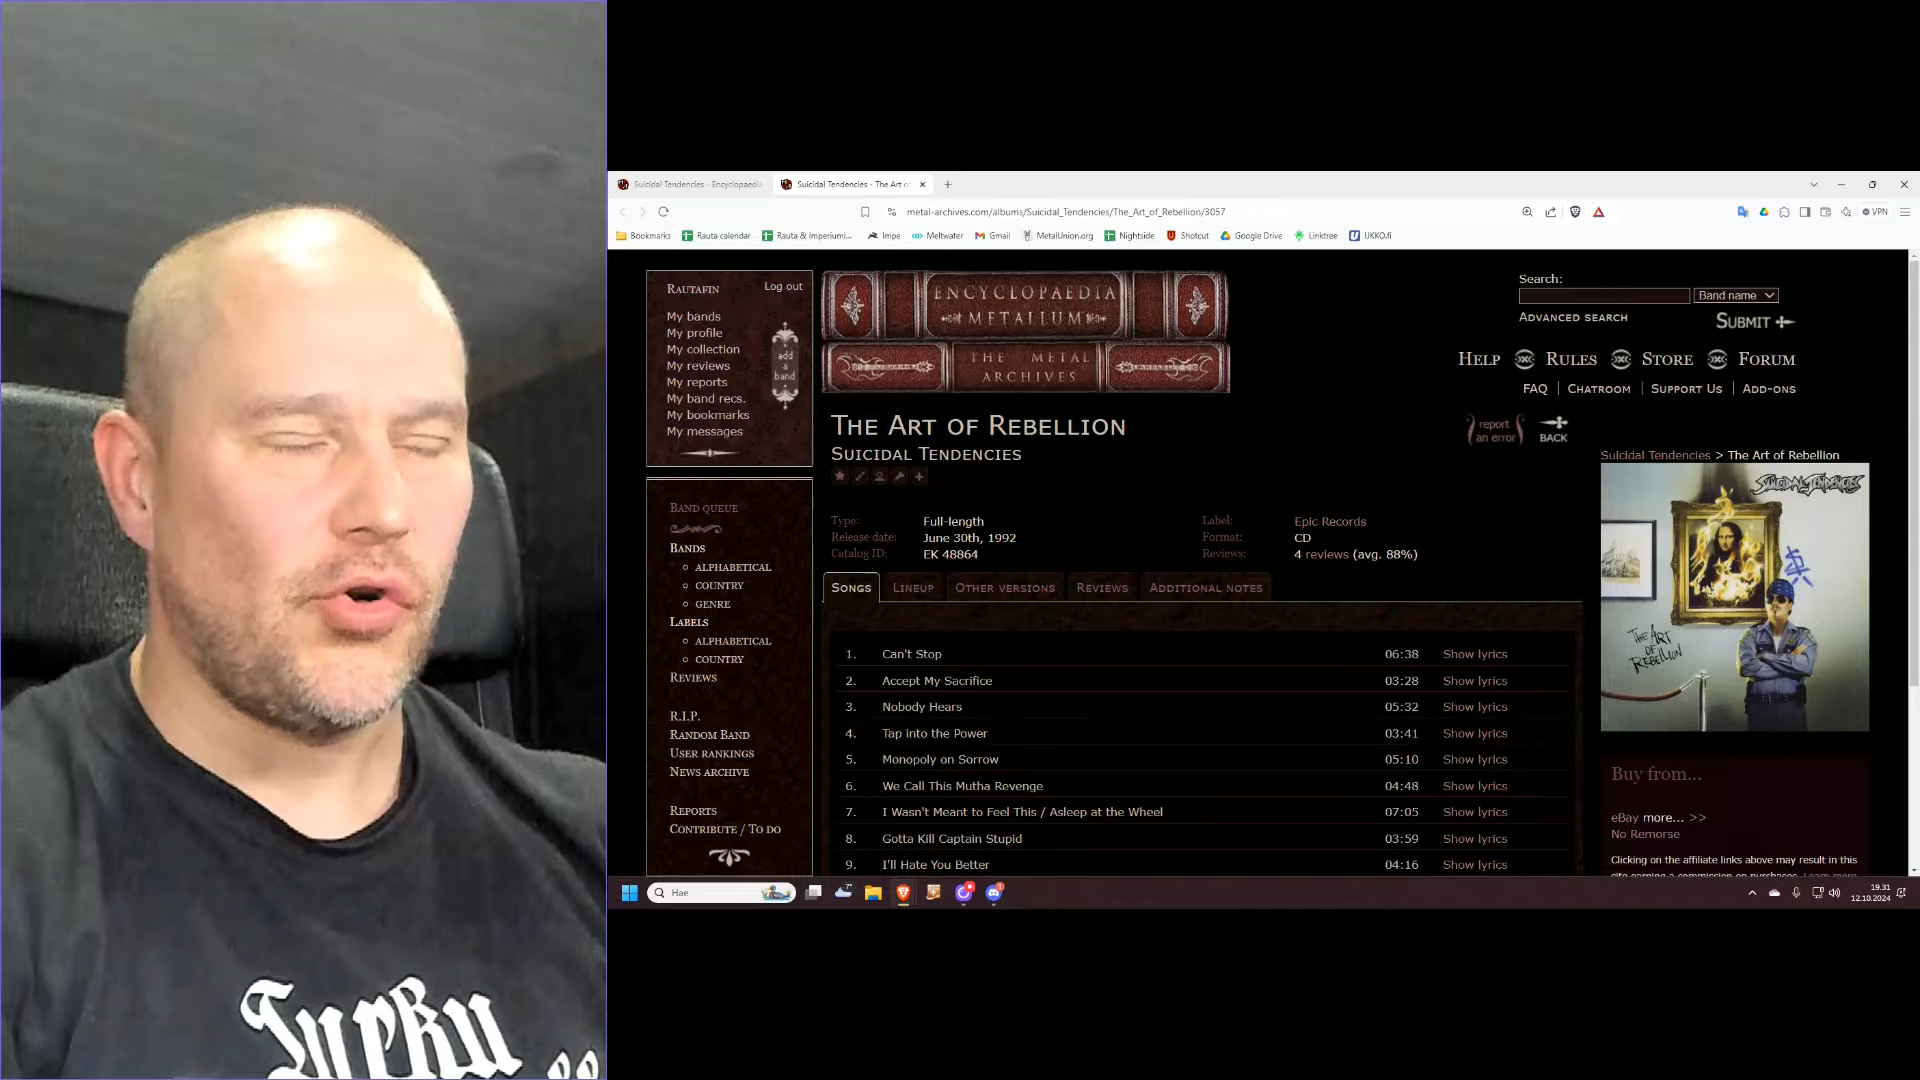 Suicidal Tendencies - Encyclopaedi
Suicidal Tendencies - The Art o
metal-archives.com/albums/Suicidal_Tendencies/The_Art_of_Rebellion/3057
VPN
Bookmarks
Rauta calendar
Rauta & Imperiumi...
Impe
Meltwater
Gmail
MetalUnion.org
Nightside
Shotcut
Google Drive
Linktree
UKKO.fi
Rautafin
Log out
My bands
My profile
My collection
My reviews
My reports
My band recs.
My bookmarks
My messages
add
a
band
ENCYCLOPAEDIA
METALLUM
THE METAL
ARCHIVES
Search:
Band name
Advanced search
Submit
Help
Rules
Store
Forum
FAQ
Chatroom
Support Us
Add-ons
The Art of Rebellion
Suicidal Tendencies
report
an error
BACK
Suicidal Tendencies > The Art of Rebellion
Type: Full-length
Release date: June 30th, 1992
Catalog ID: EK 48864
Label: Epic Records
Format: CD
Reviews: 4 reviews (avg. 88%)
Songs
Lineup
Other versions
Reviews
Additional notes
1. Can't Stop 06:38 Show lyrics
2. Accept My Sacrifice 03:28 Show lyrics
3. Nobody Hears 05:32 Show lyrics
4. Tap into the Power 03:41 Show lyrics
5. Monopoly on Sorrow 05:10 Show lyrics
6. We Call This Mutha Revenge 04:48 Show lyrics
7. I Wasn't Meant to Feel This / Asleep at the Wheel 07:05 Show lyrics
8. Gotta Kill Captain Stupid 03:59 Show lyrics
9. I'll Hate You Better 04:16 Show lyrics
Band queue
Bands
alphabetical
country
genre
Labels
alphabetical
country
Reviews
R.I.P.
Random Band
User rankings
News archive
Reports
Contribute / To do
SUICIDAL TENDENCIES
THE ART
OF
REBELLION
Buy from...
eBay more... >>
No Remorse
Clicking on the affiliate links above may result in this
site earning a commission on purchases. Learn more
Hae
7°
19.31
12.10.2024
Turku